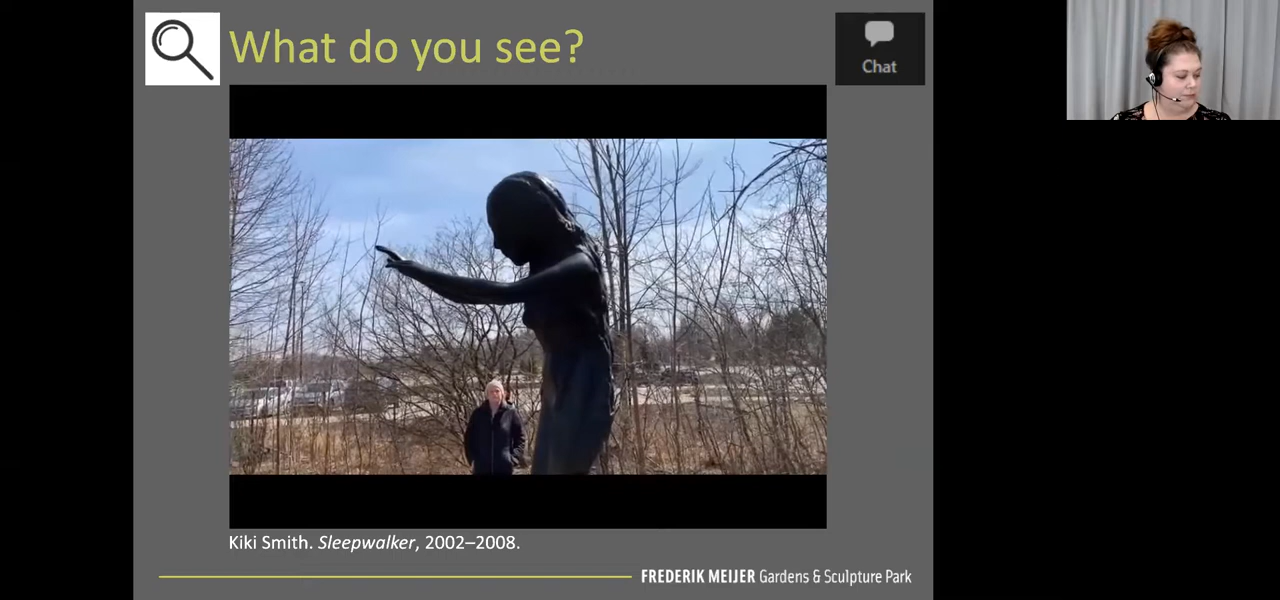 What do you see?
Chat
Kiki Smith. Sleepwalker, 2002–2008.
FREDERIK MEIJER Gardens & Sculpture Park